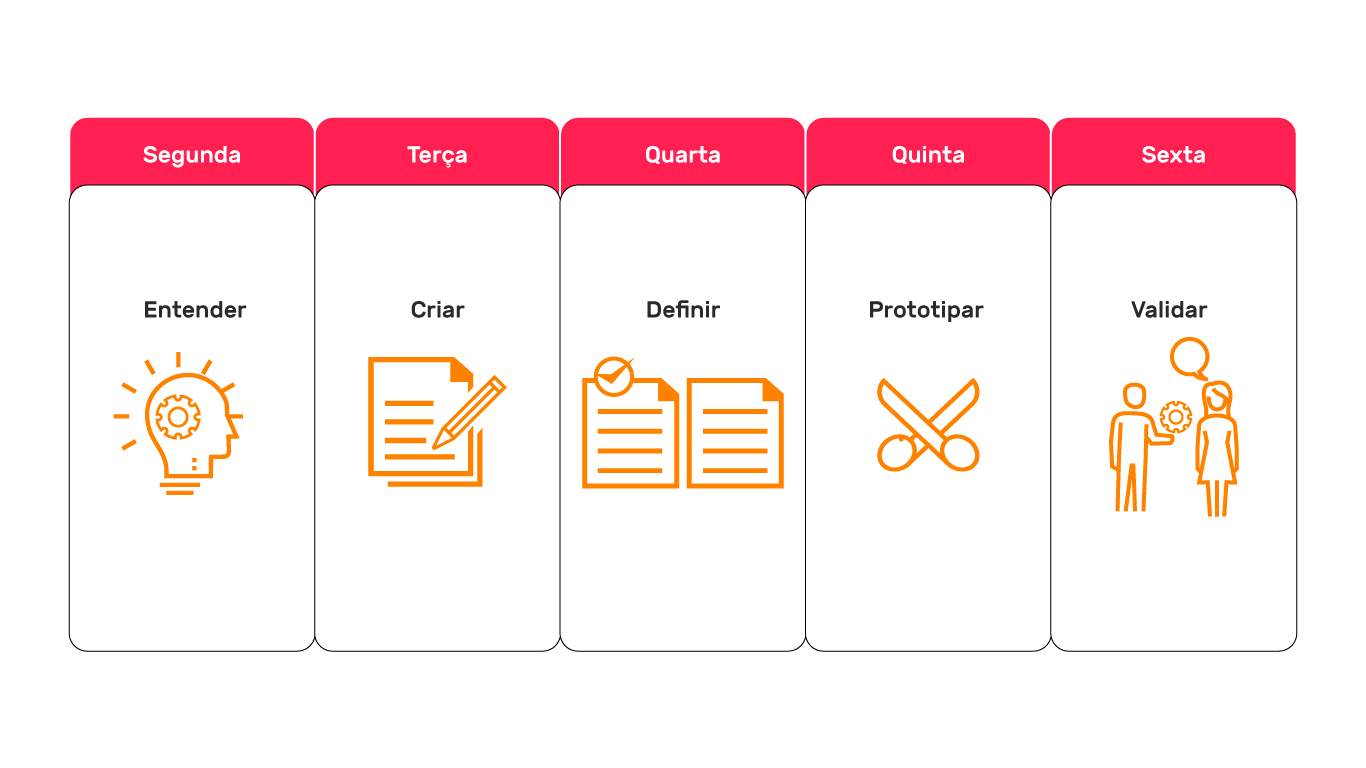 Segunda
Terça
Quarta
Quinta
Sexta
Entender
Criar
Definir
Prototipar
Validar